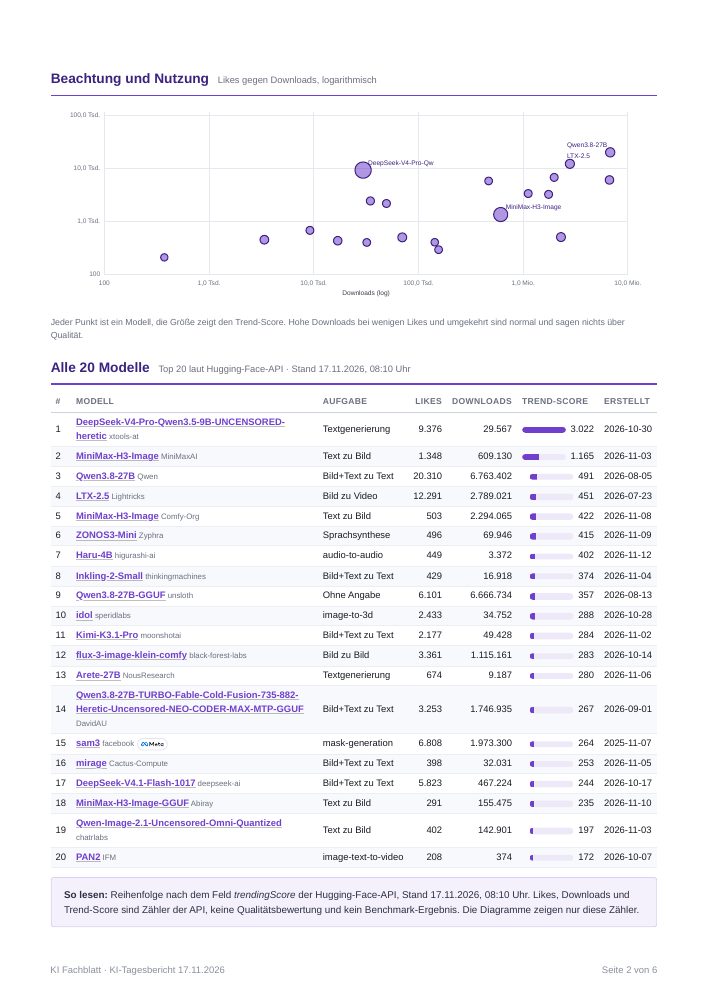 Beachtung und Nutzung Likes gegen Downloads, logarithmisch
100.0 Tsd.
10,0 Tsd.
1,0 Tsd.
100
Qwen3.8-27B
LTX-2.5
DeepSeek-V4-Pro-Qw
MiniMax-H3-Image
100 1,0 Tsd. 10,0 Tsd. 100,0 Tsd. 1,0 Mio. 10,0 Mio.
Downloads (log)
Jeder Punkt ist ein Modell, die Größe zeigt den Trend-Score. Hohe Downloads bei wenigen Likes und umgekehrt sind normal und sagen nichts über
Qualität.
Alle 20 Modelle Top 20 laut Hugging-Face-API · Stand 17.11.2026, 08:10 Uhr
# MODELL AUFGABE LIKES DOWNLOADS TREND-SCORE ERSTELLT
1 DeepSeek-V4-Pro-Qwen3.5-9B-UNCENSORED-
heretic xtools-at Textgenerierung 9.376 29.567 3.022 2026-10-30
2 MiniMax-H3-Image MiniMaxAI Text zu Bild 1.348 609.130 1.165 2026-11-03
3 Qwen3.8-27B Qwen Bild+Text zu Text 20.310 6.763.402 491 2026-08-05
4 LTX-2.5 Lightricks Bild zu Video 12.291 2.789.021 451 2026-07-23
5 MiniMax-H3-Image Comfy-Org Text zu Bild 503 2.294.065 422 2026-11-08
6 ZONOS3-Mini Zyphra Sprachsynthese 496 69.946 415 2026-11-09
7 Haru-4B higurashi-ai audio-to-audio 449 3.372 402 2026-11-12
8 Inkling-2-Small thinkingmachines Bild+Text zu Text 429 16.918 374 2026-11-04
9 Qwen3.8-27B-GGUF unsloth Ohne Angabe 6.101 6.666.734 357 2026-08-13
10 idol speridlabs image-to-3d 2.433 34.752 288 2026-10-28
11 Kimi-K3.1-Pro moonshotai Bild+Text zu Text 2.177 49.428 284 2026-11-02
12 flux-3-image-klein-comfy black-forest-labs Bild zu Bild 3.361 1.115.161 283 2026-10-14
13 Arete-27B NousResearch Textgenerierung 674 9.187 280 2026-11-06
14 Qwen3.8-27B-TURBO-Fable-Cold-Fusion-735-882-
Heretic-Uncensored-NEO-CODER-MAX-MTP-GGUF
DavidAU Bild+Text zu Text 3.253 1.746.935 267 2026-09-01
15 sam3 facebook Meta mask-generation 6.808 1.973.300 264 2025-11-07
16 mirage Cactus-Compute Bild+Text zu Text 398 32.031 253 2026-11-05
17 DeepSeek-V4.1-Flash-1017 deepseek-ai Bild+Text zu Text 5.823 467.224 244 2026-10-17
18 MiniMax-H3-Image-GGUF Abiray Text zu Bild 291 155.475 235 2026-11-10
19 Qwen-Image-2.1-Uncensored-Omni-Quantized
chatrlabs Text zu Bild 402 142.901 197 2026-11-03
20 PAN2 IFM image-text-to-video 208 374 172 2026-10-07
So lesen: Reihenfolge nach dem Feld trendingScore der Hugging-Face-API, Stand 17.11.2026, 08:10 Uhr. Likes, Downloads und
Trend-Score sind Zähler der API, keine Qualitätsbewertung und kein Benchmark-Ergebnis. Die Diagramme zeigen nur diese Zähler.
KI Fachblatt · KI-Tagesbericht 17.11.2026 Seite 2 von 6